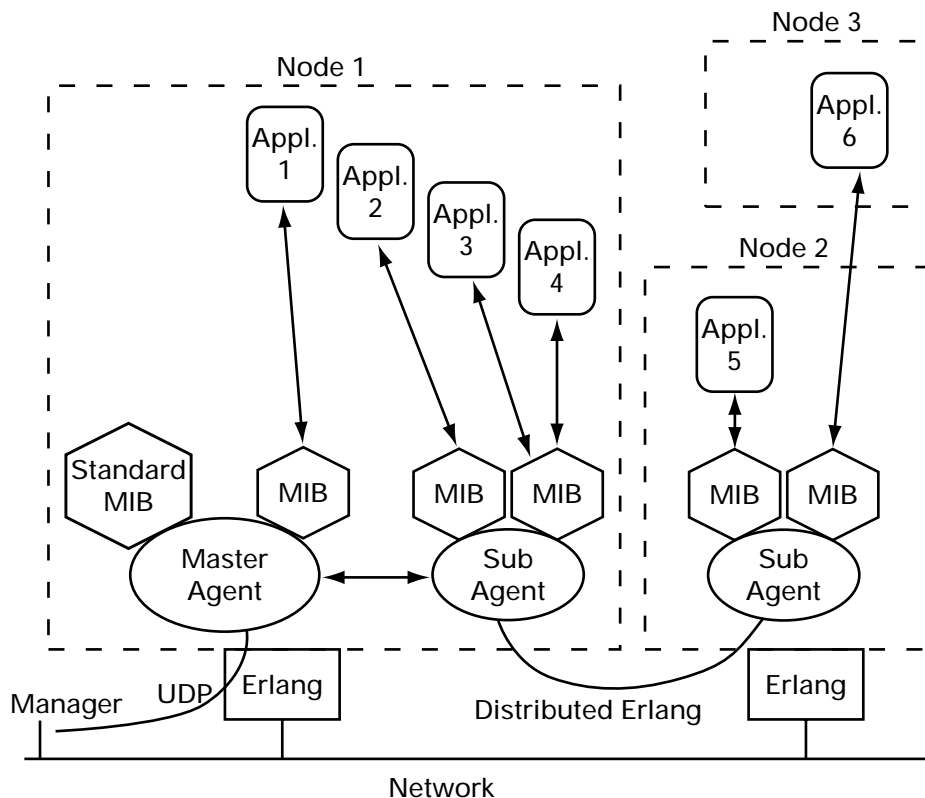 Node 3
Node 1
Appl.
1
Appl.
2
Appl.
3
Appl.
4
Appl.
6
Node 2
Appl.
5
Standard
MIB
MIB
MIB
MIB
MIB
MIB
Master
Agent
Sub
Agent
Sub
Agent
Manager
UDP
Erlang
Distributed Erlang
Erlang
Network